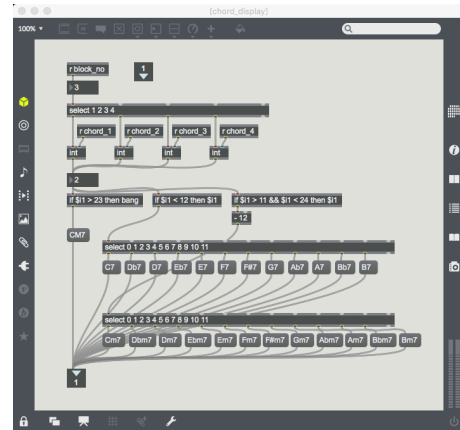 [chord_display]
100% ▼
r block_no
1
3
select 1 2 3 4
r chord_1 r chord_2 r chord_3 r chord_4
int int int int
2
if $i1 > 23 then bang if $i1 < 12 then $i1 if $i1 > 11 && $i1 < 24 then $i1
- 12
CM7
select 0 1 2 3 4 5 6 7 8 9 10 11
C7 Db7 D7 Eb7 E7 F7 F#7 G7 Ab7 A7 Bb7 B7
select 0 1 2 3 4 5 6 7 8 9 10 11
Cm7 Dbm7 Dm7 Ebm7 Em7 Fm7 F#m7 Gm7 Abm7 Am7 Bbm7 Bm7
1